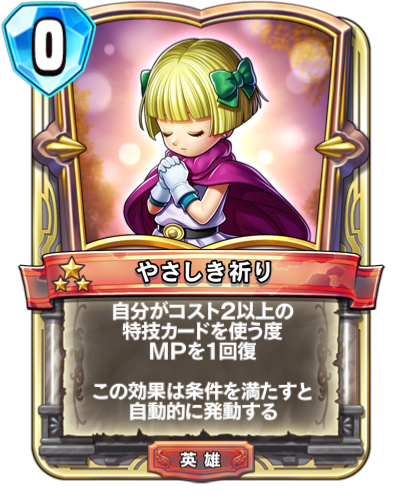 0
やさしき祈り
自分がコスト2以上の
特技カードを使う度
MPを1回復
この効果は条件を満たすと
自動的に発動する
英雄